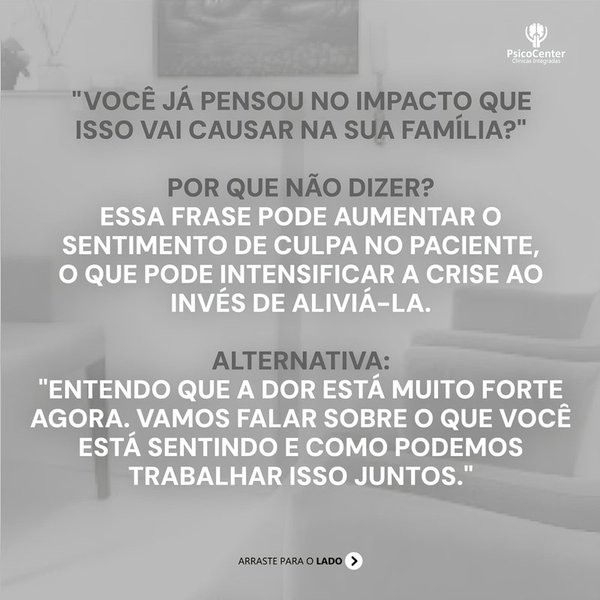 PsicoCenter
Clínicas Integradas
"VOCÊ JÁ PENSOU NO IMPACTO QUE
ISSO VAI CAUSAR NA SUA FAMÍLIA?"
POR QUE NÃO DIZER?
ESSA FRASE PODE AUMENTAR O
SENTIMENTO DE CULPA NO PACIENTE,
O QUE PODE INTENSIFICAR A CRISE AO
INVÉS DE ALIVIÁ-LA.
ALTERNATIVA:
"ENTENDO QUE A DOR ESTÁ MUITO FORTE
AGORA. VAMOS FALAR SOBRE O QUE VOCÊ
ESTÁ SENTINDO E COMO PODEMOS
TRABALHAR ISSO JUNTOS."
ARRASTE PARA O LADO